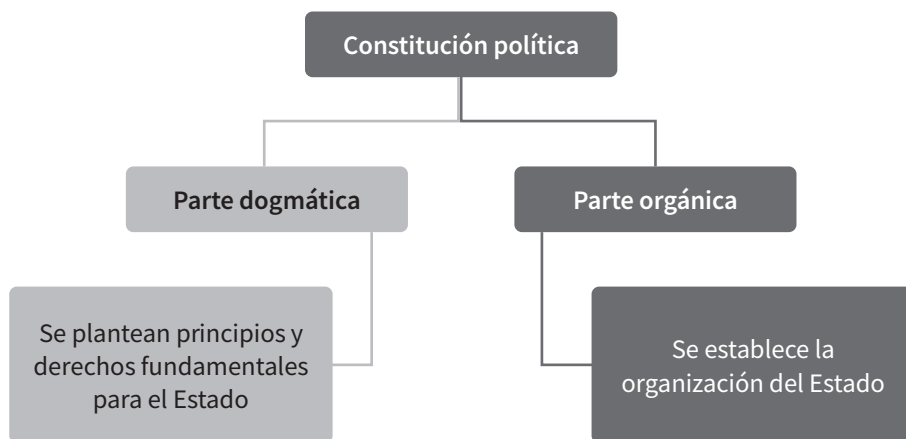 Constitución política
Parte dogmática
Parte orgánica
Se plantean principios y
derechos fundamentales
para el Estado
Se establece la
organización del Estado